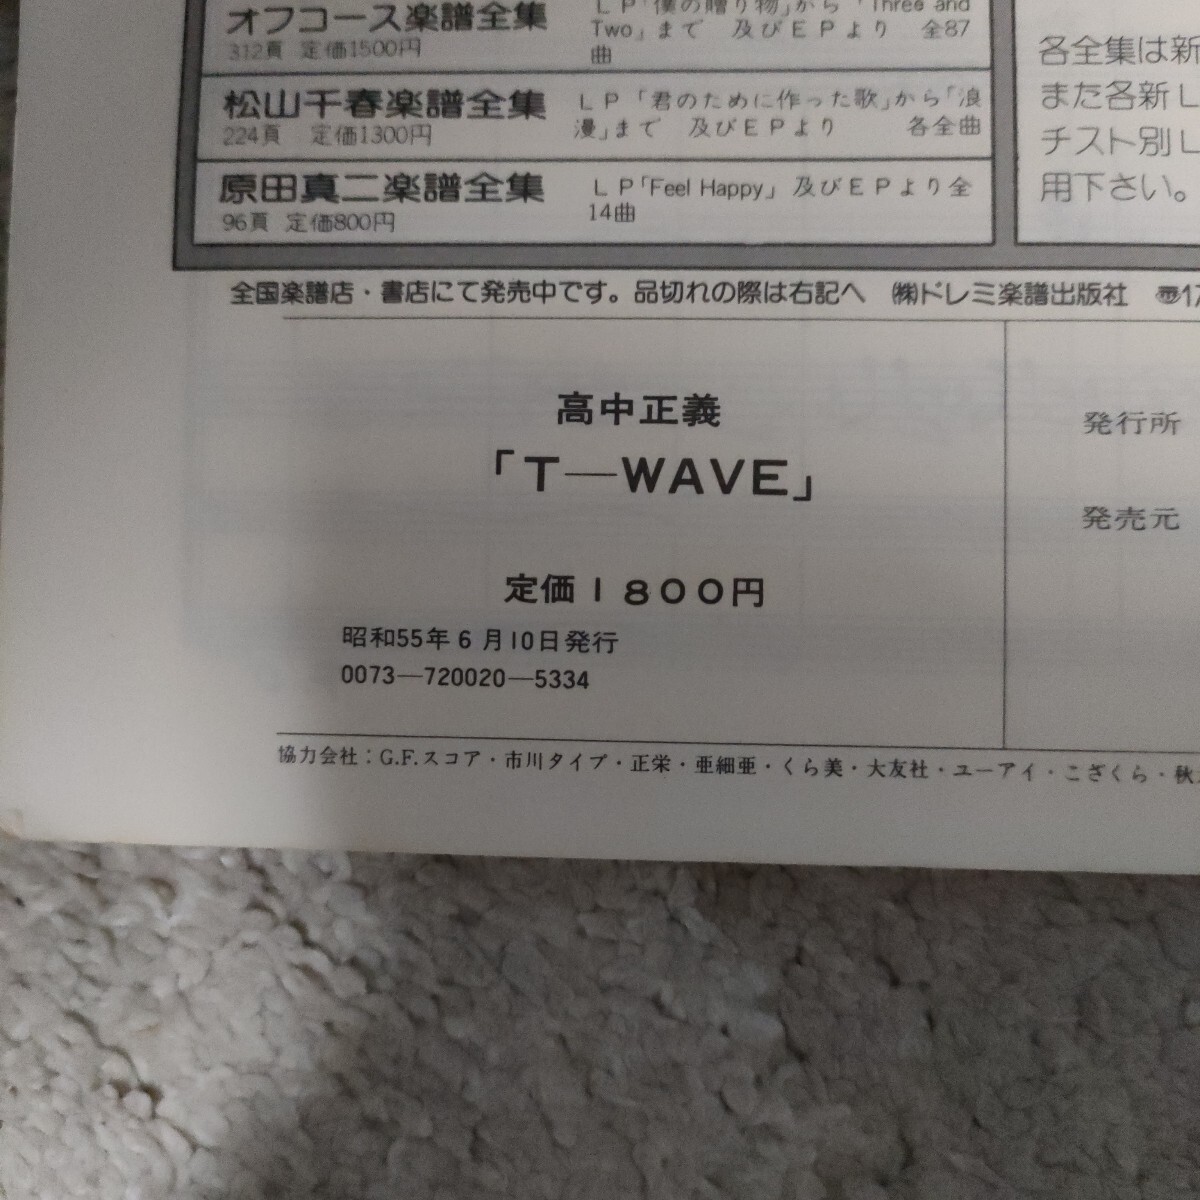 オフコース楽譜全集
312頁 定価1500円
LP「僕の贈り物」から「Three and
Two」まで 及びEPより 全87
曲
松山千春楽譜全集
224頁 定価1300円
LP「君のために作った歌」から「浪
漫」まで 及びEPより 各全曲
原田真二楽譜全集
96頁 定価800円
LP「Feel Happy」及びEPより全
14曲
各全集は新
また各新L
チスト別L
用下さい。
全国楽譜店・書店にて発売中です。品切れの際は右記へ ㈱ドレミ楽譜出版社 ☎17
高中正義
「T—WAVE」
定価1800円
昭和55年6月10日発行
0073—720020—5334
発行所
発売元
協力会社：G.F.スコア・市川タイプ・正栄・亜細亜・くら美・大友社・ユーアイ・こざくら・秋